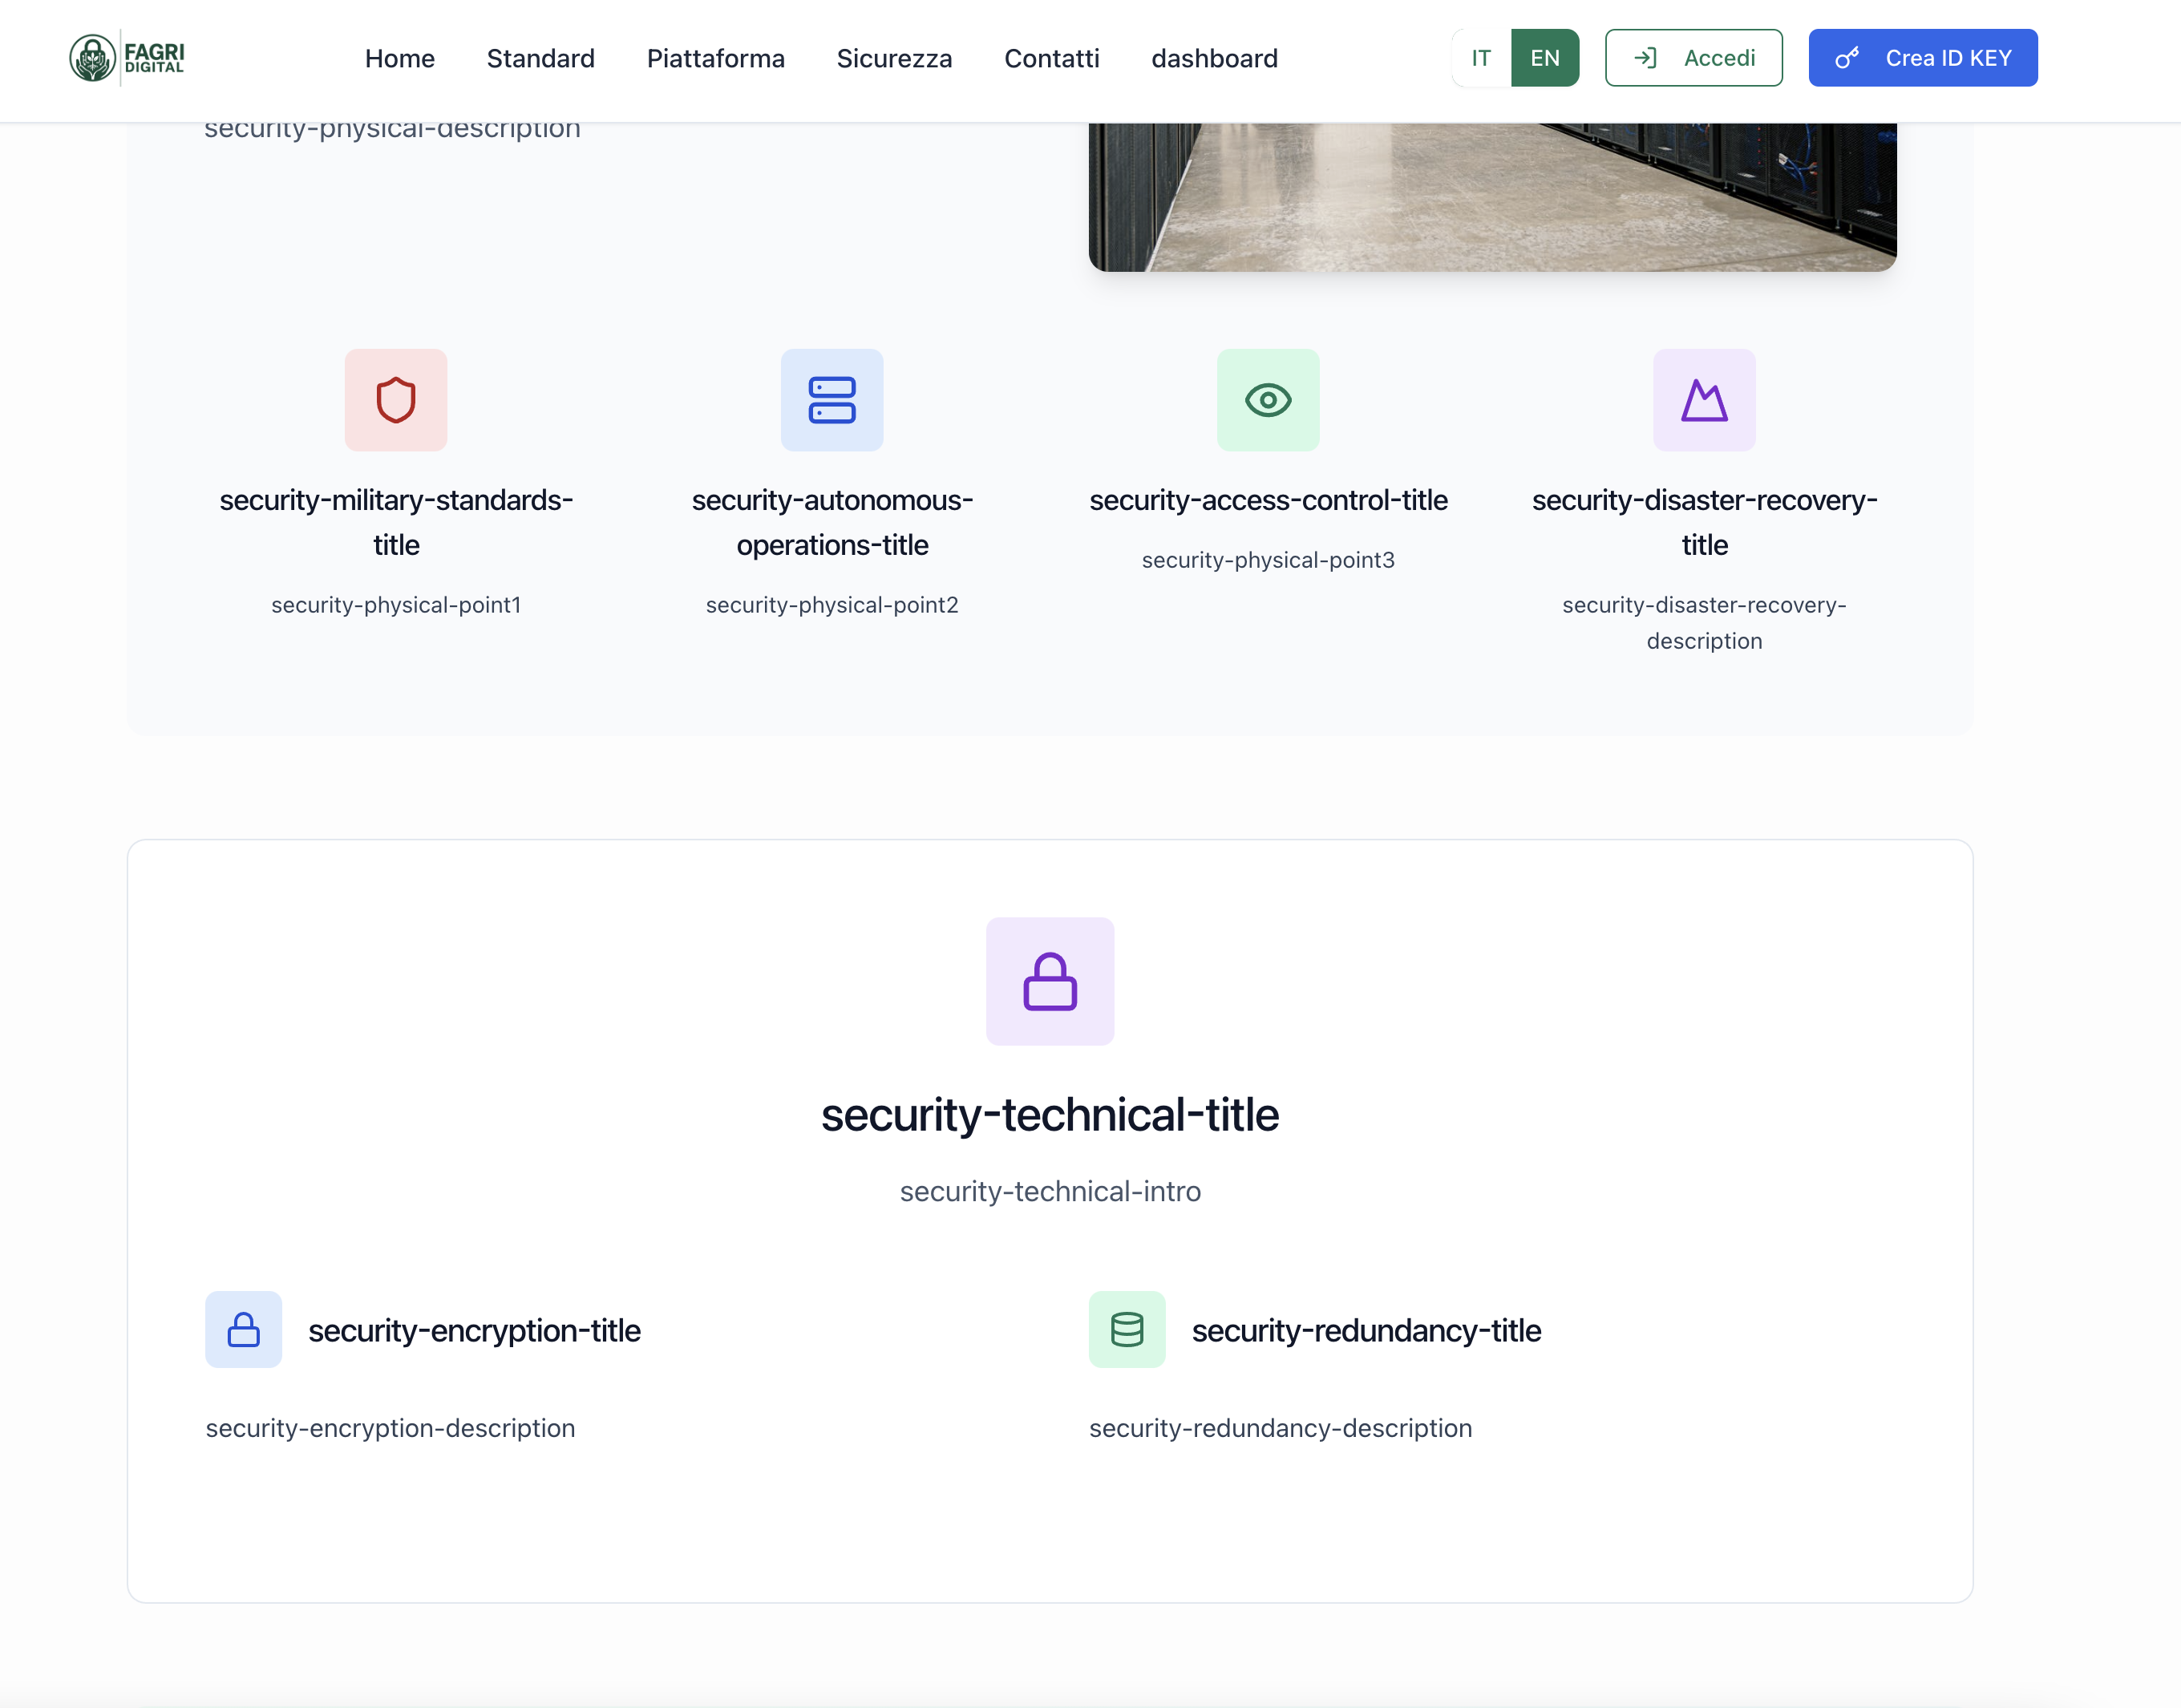 FAGRI
DIGITAL
Home
Standard
Piattaforma
Sicurezza
Contatti
dashboard
IT
EN
Accedi
Crea ID KEY
security-physical-description
security-military-standards-
title
security-physical-point1
security-autonomous-
operations-title
security-physical-point2
security-access-control-title
security-physical-point3
security-disaster-recovery-
title
security-disaster-recovery-
description
security-technical-title
security-technical-intro
security-encryption-title
security-encryption-description
security-redundancy-title
security-redundancy-description